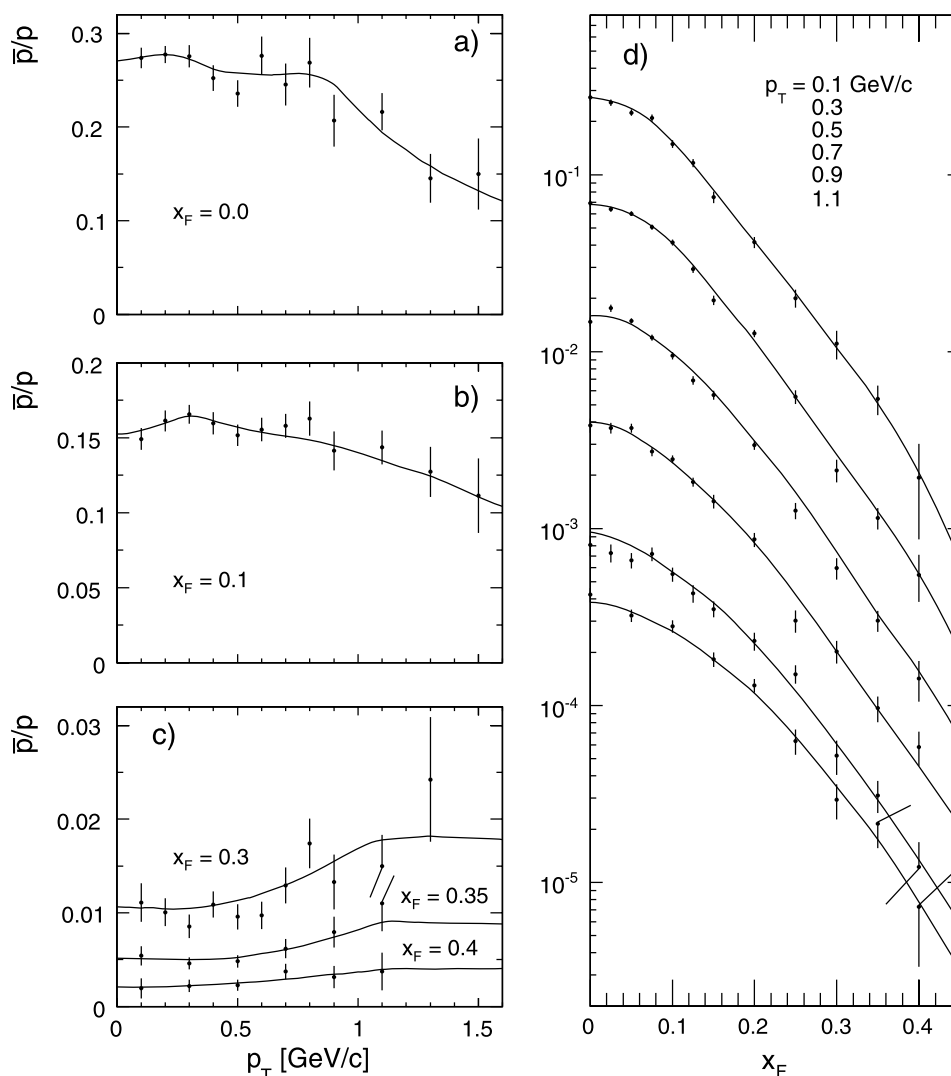 p̅/p
0.3
0.2
0.1
0
a)
x_F = 0.0
p̅/p
0.2
0.15
0.1
0.05
0
b)
x_F = 0.1
p̅/p
0.03
0.02
0.01
0
c)
x_F = 0.3
x_F = 0.35
x_F = 0.4
0 0.5 1 1.5
p_T [GeV/c]
d)
p_T = 0.1 GeV/c
0.3
0.5
0.7
0.9
1.1
10^-1
10^-2
10^-3
10^-4
10^-5
0 0.1 0.2 0.3 0.4
x_F